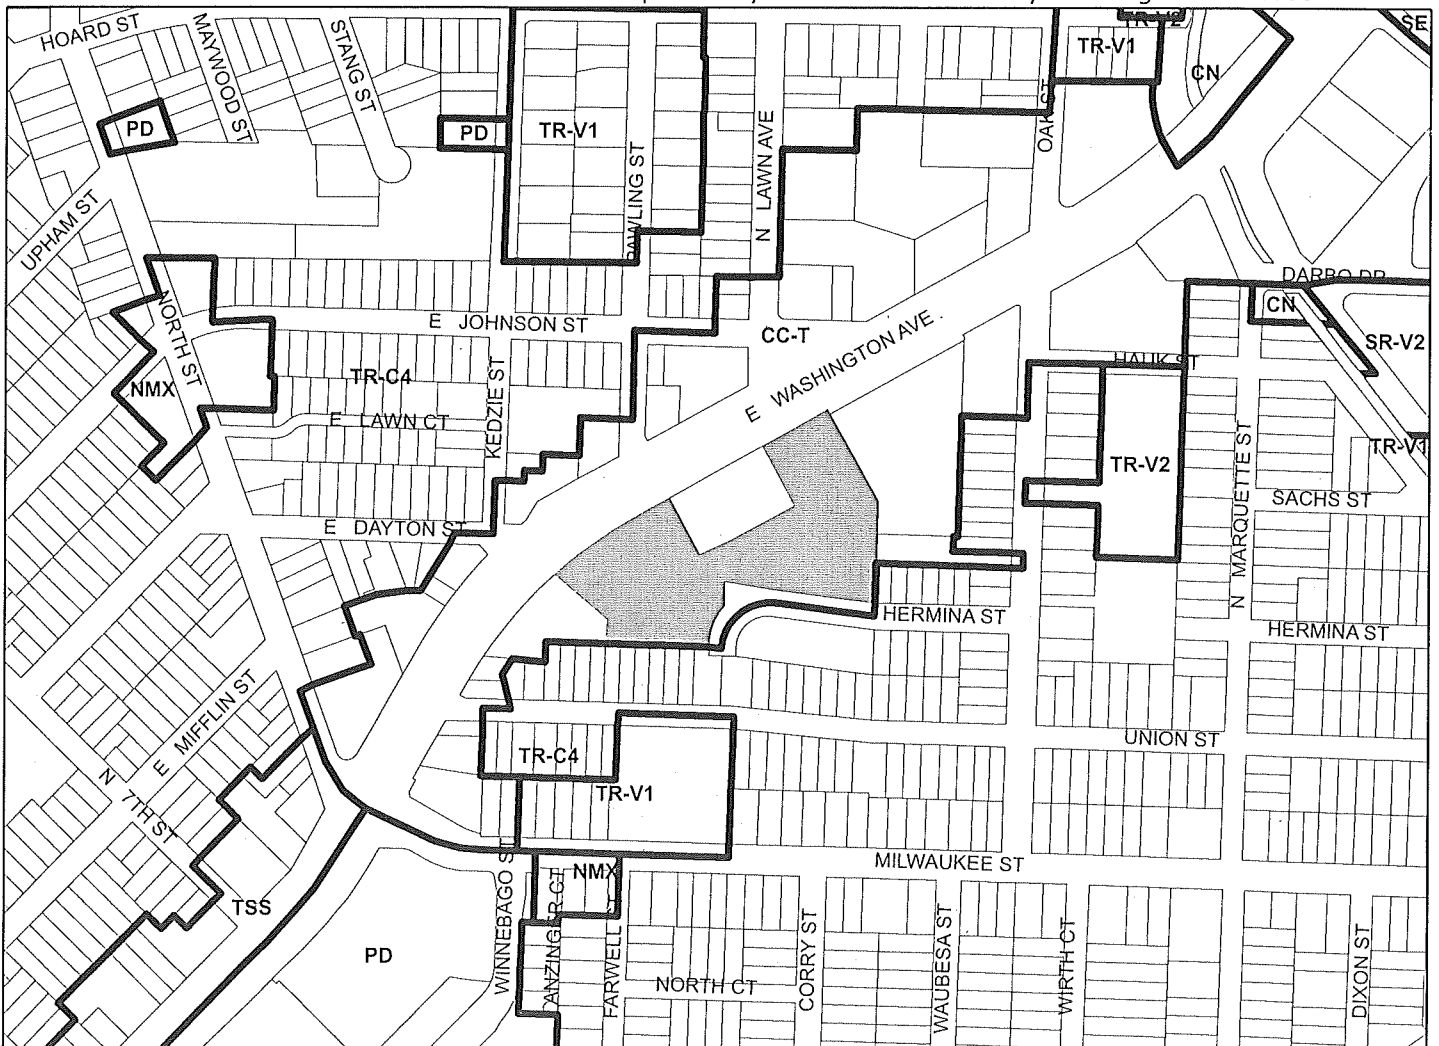 HOARD ST
MAYWOOD ST
STANG ST
TR-V2
SE
TR-V1
CN
PD
PD
TR-V1
OAK ST
N LAWN AVE
UPHAM ST
DARBO DR
CN
NORTH ST
E JOHNSON ST
CC-T
E WASHINGTON AVE.
SR-V2
HAUK ST
NMX
TR-C4
KEDZIE ST
E LAWN CT
TR-V1
TR-V2
SACHS ST
E DAYTON ST
N MARQUETTE ST
HERMINA ST
HERMINA ST
E MIFFLIN ST
UNION ST
TR-C4
TR-V1
N 7TH ST
MILWAUKEE ST
NMX
WINNEBAGO ST
TSS
PD
FARWELL
CORRY ST
WAUBESA ST
WIRTH CT
DIXON ST
NORTH CT